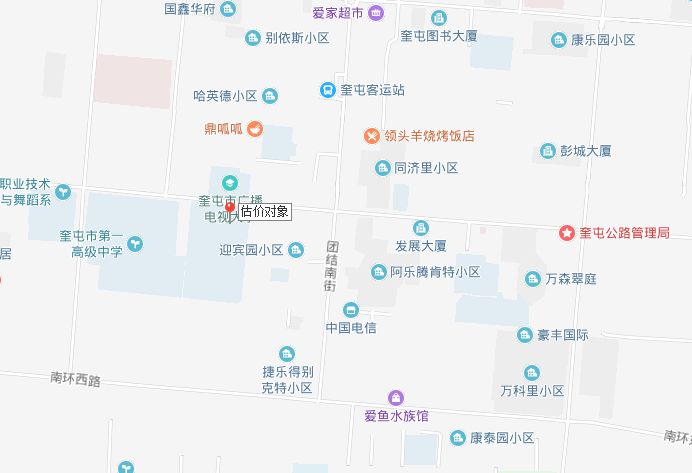 国鑫华府
爱家超市
别依斯小区
奎屯图书大厦
康乐园小区
哈英德小区
奎屯客运站
鼎呱呱
领头羊烧烤饭店
彭城大厦
同济里小区
职业技术
与舞蹈系
奎屯市广播
电视大
估价对象
奎屯市第一
高级中学
迎宾园小区
发展大厦
奎屯公路管理局
居
团结南街
阿乐腾肯特小区
万森翠庭
中国电信
豪丰国际
捷乐得别
克特小区
南环西路
万科里小区
爱鱼水族馆
康泰园小区
南环